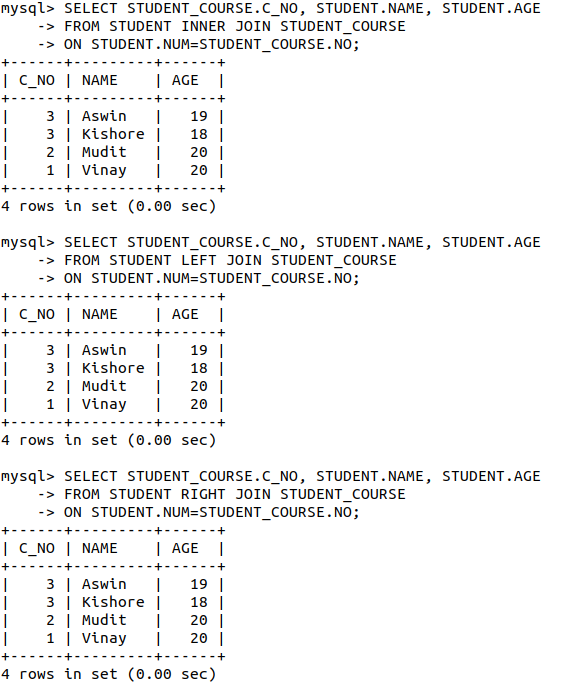 mysql> SELECT STUDENT_COURSE.C_NO, STUDENT.NAME, STUDENT.AGE
    -> FROM STUDENT INNER JOIN STUDENT_COURSE
    -> ON STUDENT.NUM=STUDENT_COURSE.NO;
+------+---------+------+
| C_NO | NAME    | AGE  |
+------+---------+------+
|    3 | Aswin   |   19 |
|    3 | Kishore |   18 |
|    2 | Mudit   |   20 |
|    1 | Vinay   |   20 |
+------+---------+------+
4 rows in set (0.00 sec)

mysql> SELECT STUDENT_COURSE.C_NO, STUDENT.NAME, STUDENT.AGE
    -> FROM STUDENT LEFT JOIN STUDENT_COURSE
    -> ON STUDENT.NUM=STUDENT_COURSE.NO;
+------+---------+------+
| C_NO | NAME    | AGE  |
+------+---------+------+
|    3 | Aswin   |   19 |
|    3 | Kishore |   18 |
|    2 | Mudit   |   20 |
|    1 | Vinay   |   20 |
+------+---------+------+
4 rows in set (0.00 sec)

mysql> SELECT STUDENT_COURSE.C_NO, STUDENT.NAME, STUDENT.AGE
    -> FROM STUDENT RIGHT JOIN STUDENT_COURSE
    -> ON STUDENT.NUM=STUDENT_COURSE.NO;
+------+---------+------+
| C_NO | NAME    | AGE  |
+------+---------+------+
|    3 | Aswin   |   19 |
|    3 | Kishore |   18 |
|    2 | Mudit   |   20 |
|    1 | Vinay   |   20 |
+------+---------+------+
4 rows in set (0.00 sec)